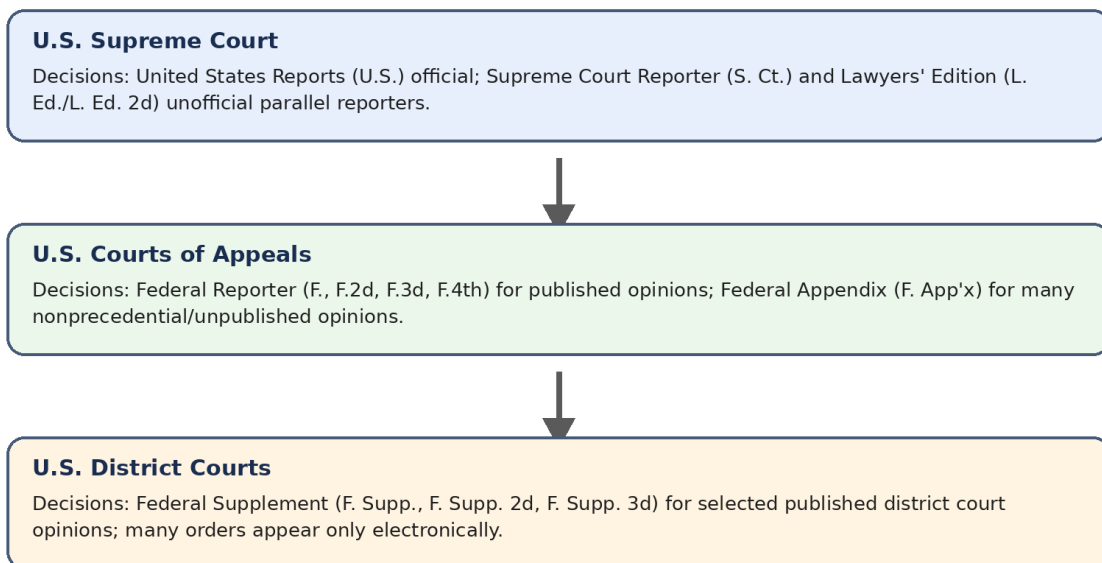 U.S. Supreme Court
Decisions: United States Reports (U.S.) official; Supreme Court Reporter (S. Ct.) and Lawyers' Edition (L.
Ed./L. Ed. 2d) unofficial parallel reporters.
U.S. Courts of Appeals
Decisions: Federal Reporter (F., F.2d, F.3d, F.4th) for published opinions; Federal Appendix (F. App'x) for many
nonprecedential/unpublished opinions.
U.S. District Courts
Decisions: Federal Supplement (F. Supp., F. Supp. 2d, F. Supp. 3d) for selected published district court
opinions; many orders appear only electronically.